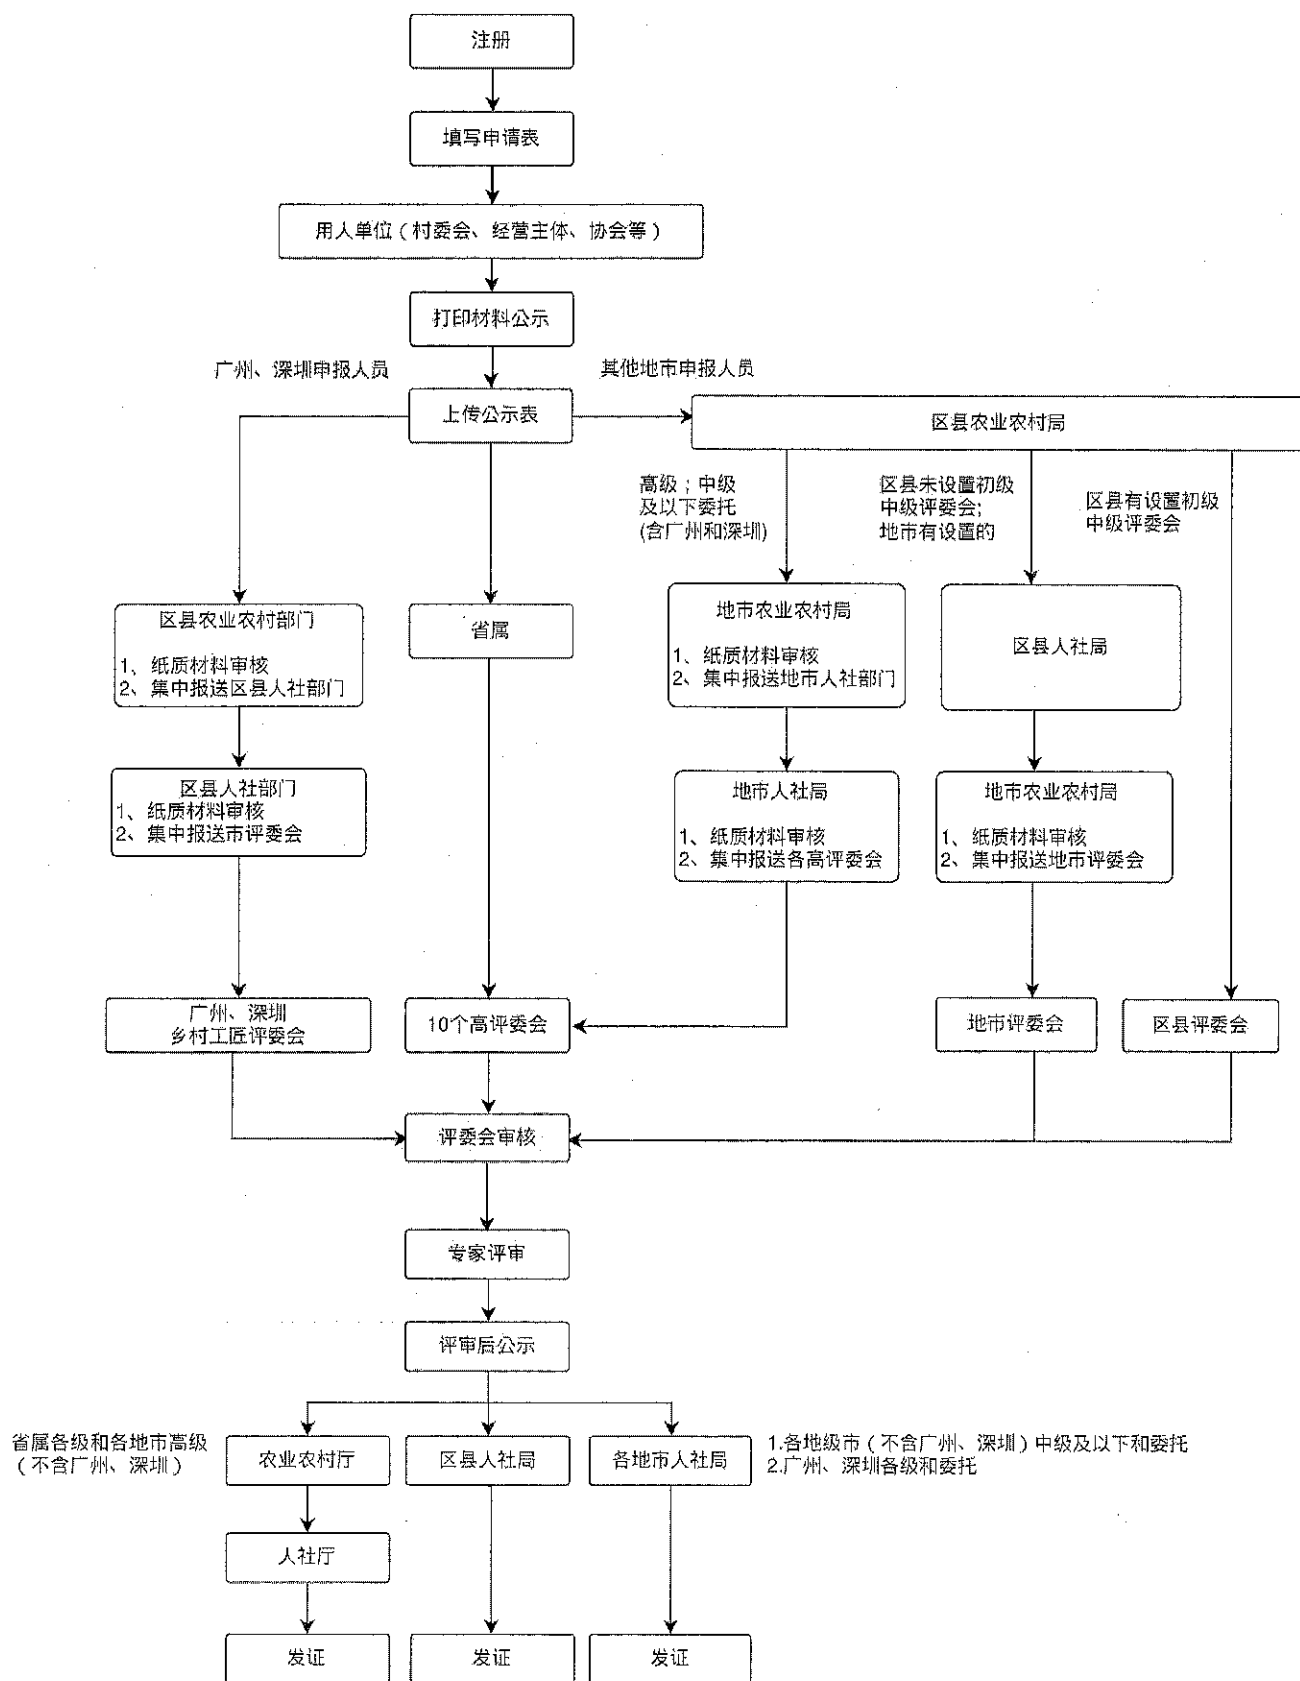 注册
填写申请表
用人单位（村委会、经营主体、协会等）
打印材料公示
广州、深圳申报人员
其他地市申报人员
上传公示表
区县农业农村局
高级；中级
及以下委托
(含广州和深圳)
区县未设置初级
中级评委会;
地市有设置的
区县有设置初级
中级评委会
区县农业农村部门
1、纸质材料审核
2、集中报送区县人社部门
省属
地市农业农村局
1、纸质材料审核
2、集中报送地市人社部门
区县人社局
区县人社部门
1、纸质材料审核
2、集中报送市评委会
地市人社局
1、纸质材料审核
2、集中报送各高评委会
地市农业农村局
1、纸质材料审核
2、集中报送地市评委会
广州、深圳
乡村工匠评委会
10个高评委会
地市评委会
区县评委会
评委会审核
专家评审
评审后公示
省属各级和各地市高级
（不含广州、深圳）
农业农村厅
区县人社局
各地市人社局
1.各地级市（不含广州、深圳）中级及以下和委托
2.广州、深圳各级和委托
人社厅
发证
发证
发证